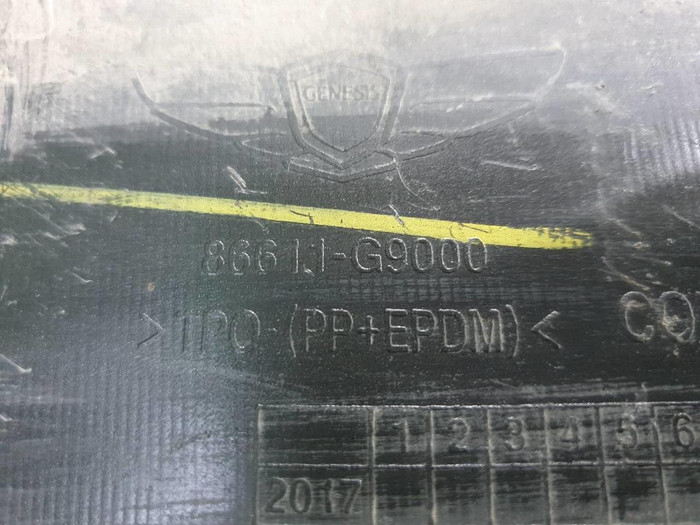 GENESIS
86611-G9000
>TPO-(PP+EPDM)<
1 2 3 4 5 6
2017